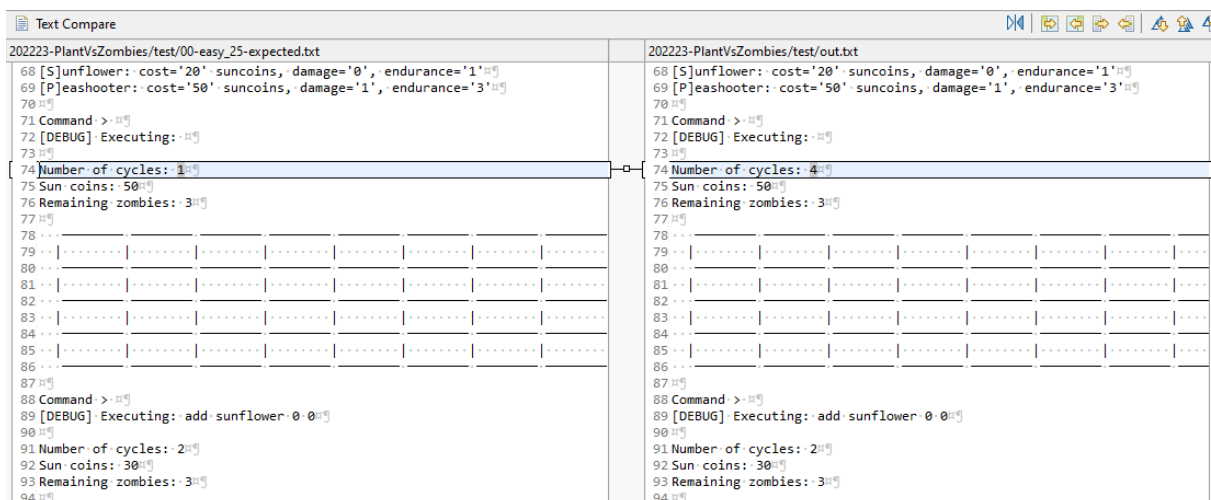 Text Compare
202223-PlantVsZombies/test/00-easy_25-expected.txt
68 [S]unflower: cost='20' suncoins, damage='0', endurance='1'
69 [P]eashooter: cost='50' suncoins, damage='1', endurance='3'
70
71 Command >
72 [DEBUG] Executing:
73
74 Number of cycles: 1
75 Sun coins: 50
76 Remaining zombies: 3
77
78
79
80
81
82
83
84
85
86
87
88 Command >
89 [DEBUG] Executing: add sunflower 0 0
90
91 Number of cycles: 2
92 Sun coins: 30
93 Remaining zombies: 3
94
202223-PlantVsZombies/test/out.txt
68 [S]unflower: cost='20' suncoins, damage='0', endurance='1'
69 [P]eashooter: cost='50' suncoins, damage='1', endurance='3'
70
71 Command >
72 [DEBUG] Executing:
73
74 Number of cycles: 4
75 Sun coins: 50
76 Remaining zombies: 3
77
78
79
80
81
82
83
84
85
86
87
88 Command >
89 [DEBUG] Executing: add sunflower 0 0
90
91 Number of cycles: 2
92 Sun coins: 30
93 Remaining zombies: 3
94